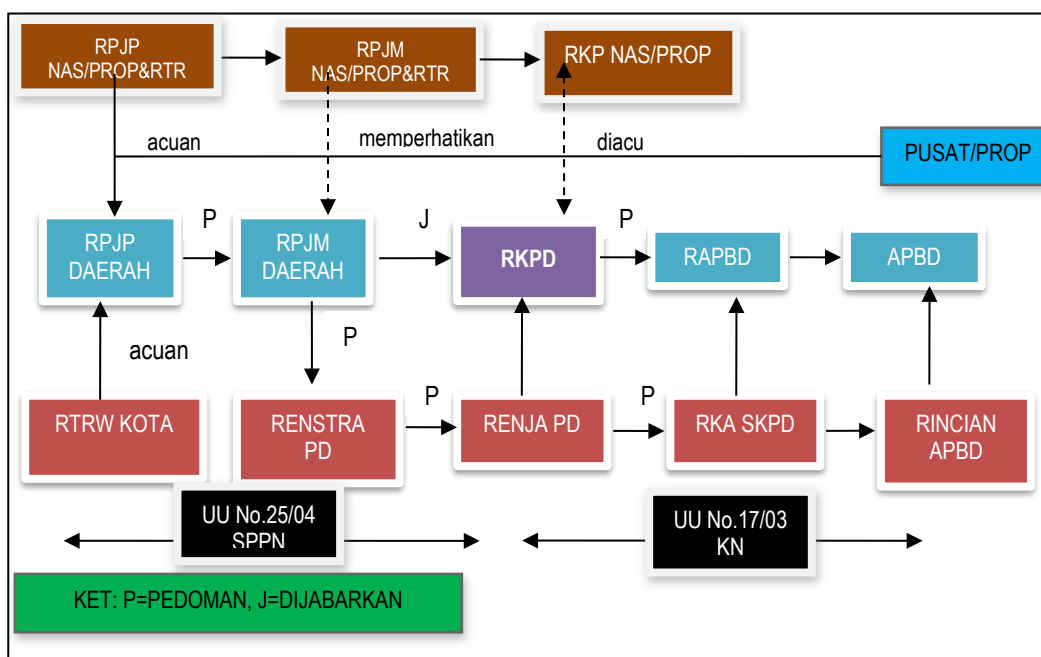 RPJP
NAS/PROP&RTR
RPJM
NAS/PROP&RTR
RKP NAS/PROP
acuan
memperhatikan
diacu
PUSAT/PROP
P
J
P
RPJP
DAERAH
RPJM
DAERAH
RKPD
RAPBD
APBD
acuan
P
P
P
RTRW KOTA
RENSTRA
PD
RENJA PD
RKA SKPD
RINCIAN
APBD
UU No.25/04
SPPN
UU No.17/03
KN
KET: P=PEDOMAN, J=DIJABARKAN